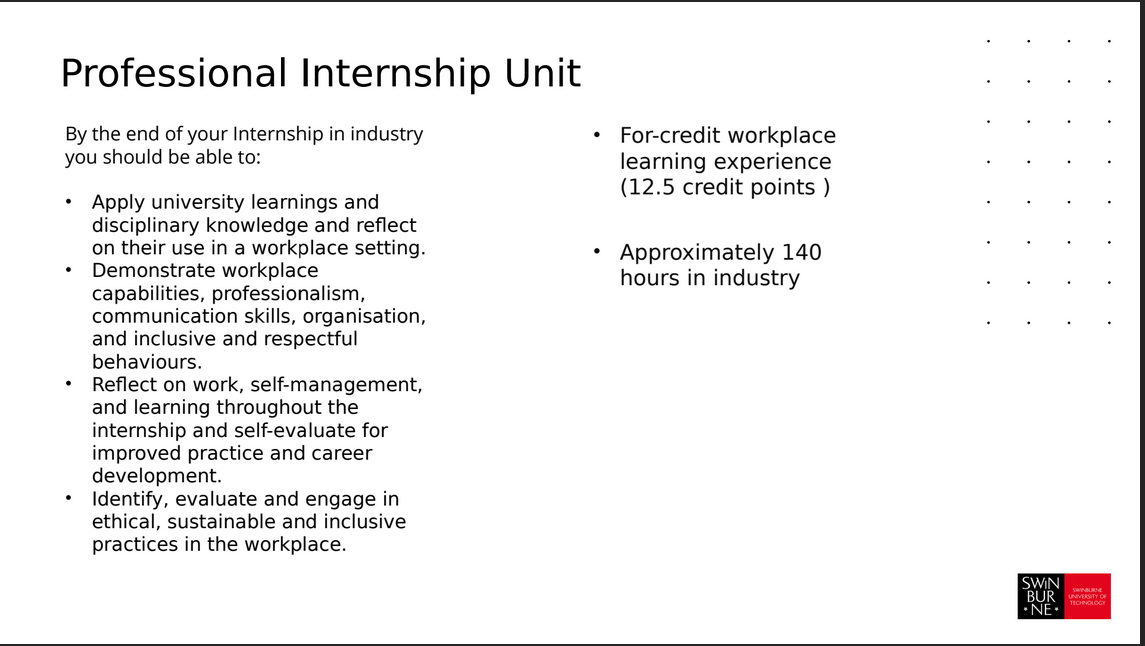 Professional Internship Unit
By the end of your Internship in industry
you should be able to:
• Apply university learnings and
disciplinary knowledge and reflect
on their use in a workplace setting.
• Demonstrate workplace
capabilities, professionalism,
communication skills, organisation,
and inclusive and respectful
behaviours.
• Reflect on work, self-management,
and learning throughout the
internship and self-evaluate for
improved practice and career
development.
• Identify, evaluate and engage in
ethical, sustainable and inclusive
practices in the workplace.
• For-credit workplace
learning experience
(12.5 credit points )
• Approximately 140
hours in industry
SWIN
BUR
• NE •
SWINBURNE
UNIVERSITY OF
TECHNOLOGY